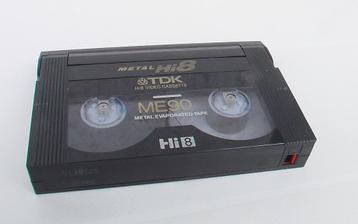 METAL Hi8
TDK
Hi8 VIDEO CASSETTE
ME90
METAL EVAPORATED TAPE
Hi8